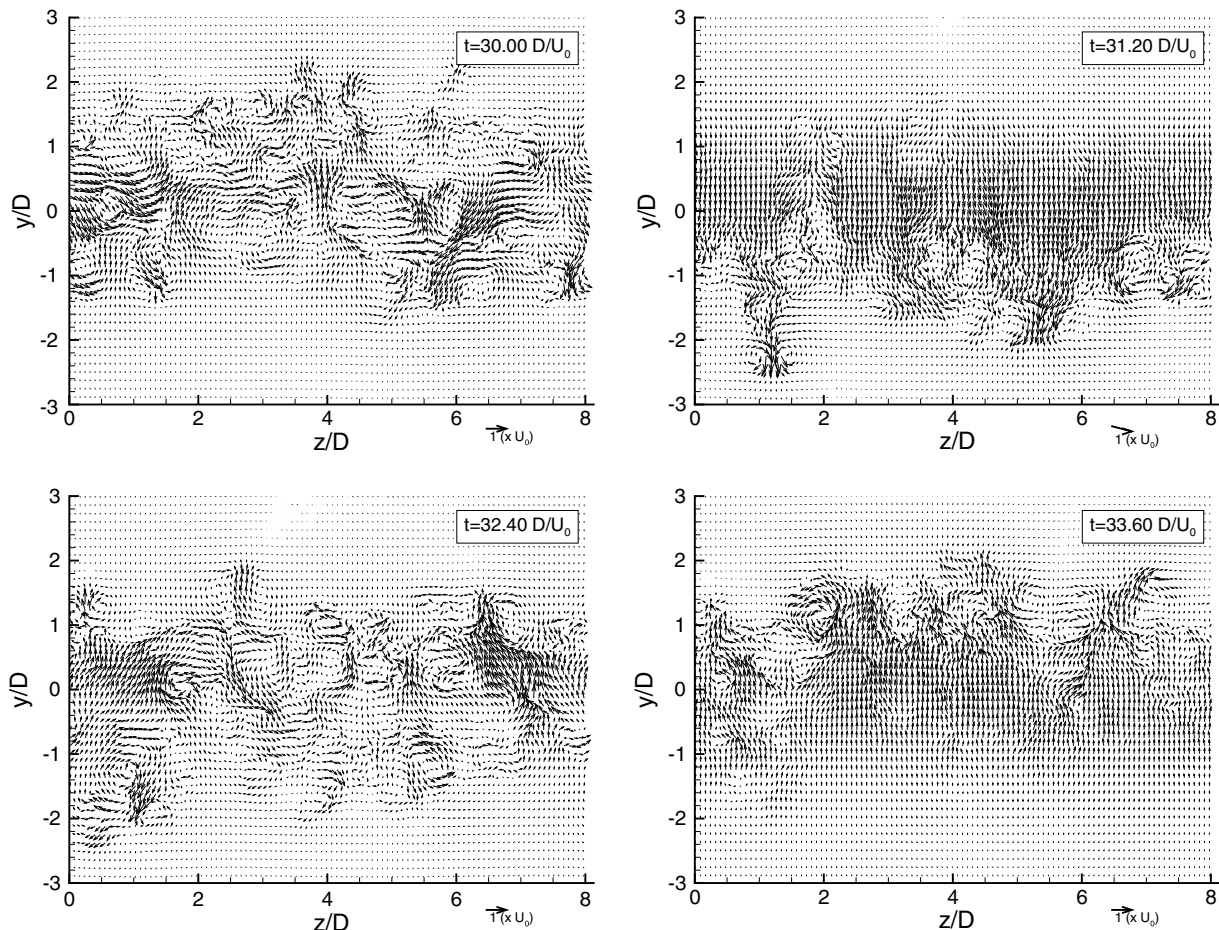 3
2
1
0
-1
-2
-3
y/D
t=30.00 D/U0
0 2 4 6 8
z/D
1 (x U0)
3
2
1
0
-1
-2
-3
y/D
t=31.20 D/U0
0 2 4 6 8
z/D
1 (x U0)
3
2
1
0
-1
-2
-3
y/D
t=32.40 D/U0
0 2 4 6 8
z/D
1 (x U0)
3
2
1
0
-1
-2
-3
y/D
t=33.60 D/U0
0 2 4 6 8
z/D
1 (x U0)